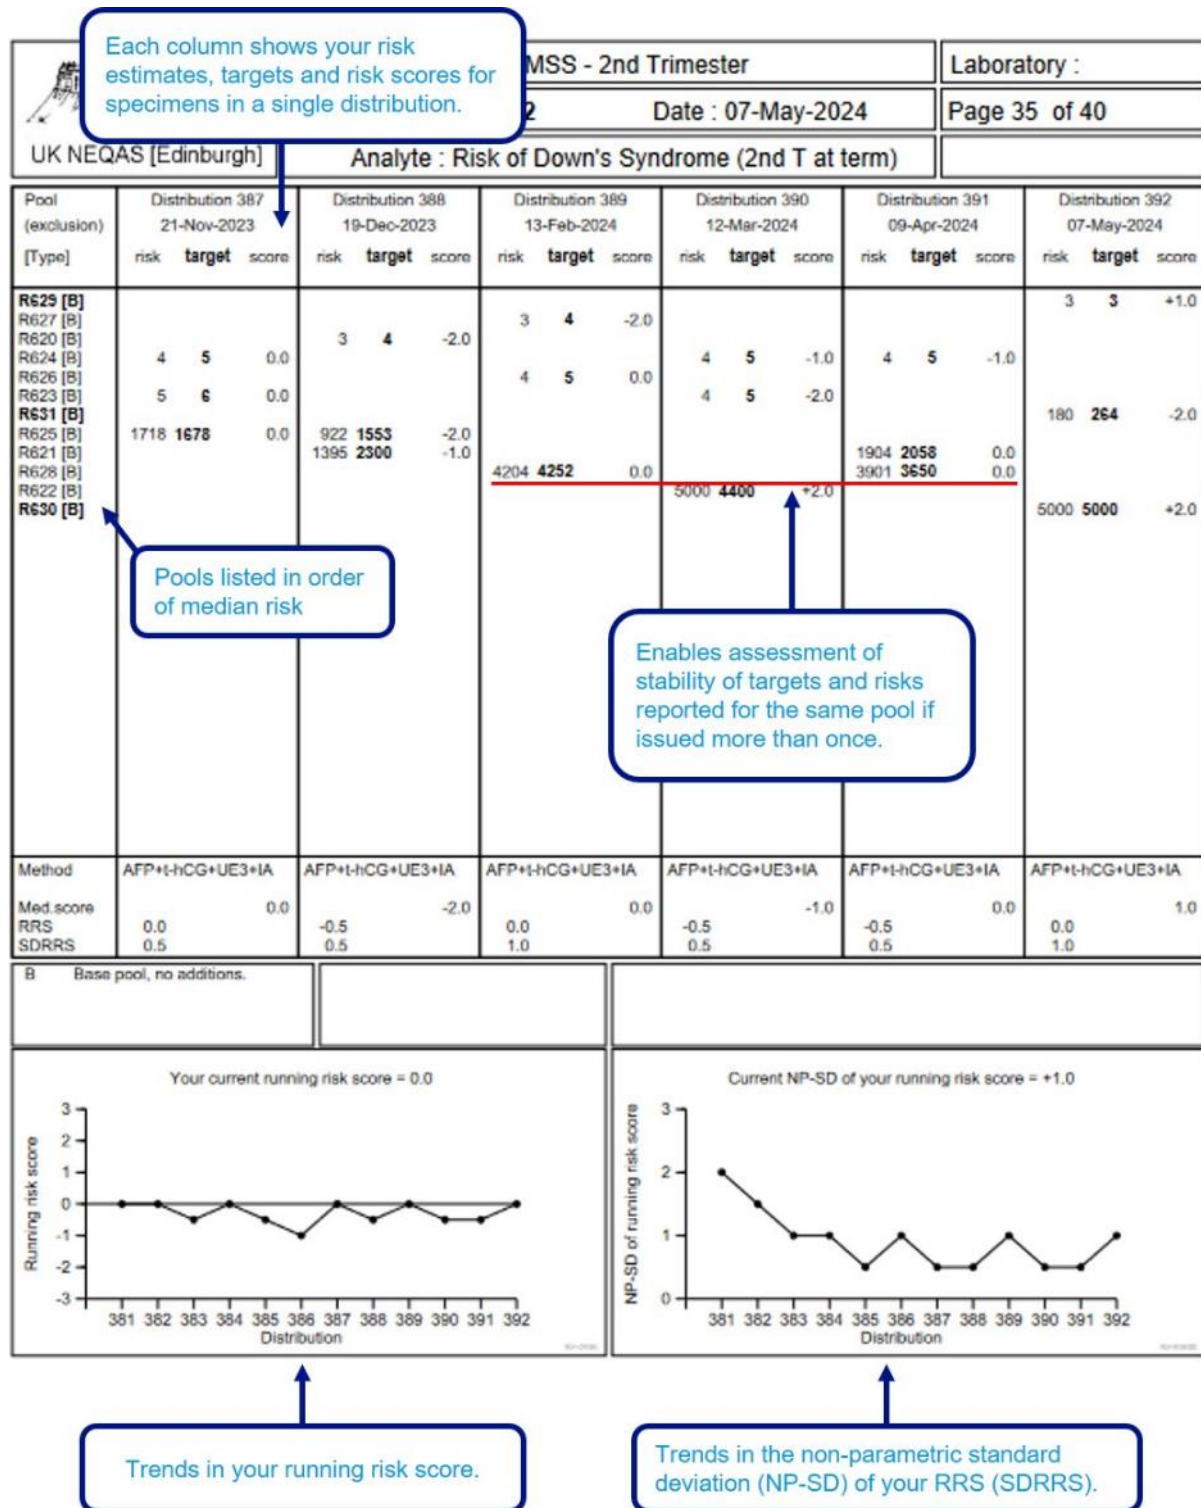 Each column shows your risk
estimates, targets and risk scores for
specimens in a single distribution.
MSS - 2nd Trimester
Laboratory :
2 Date : 07-May-2024
Page 35 of 40
UK NEQAS [Edinburgh]
Analyte : Risk of Down's Syndrome (2nd T at term)
Pool Distribution 387 Distribution 388 Distribution 389 Distribution 390 Distribution 391 Distribution 392
(exclusion) 21-Nov-2023 19-Dec-2023 13-Feb-2024 12-Mar-2024 09-Apr-2024 07-May-2024
[Type] risk target score risk target score risk target score risk target score risk target score risk target score
R629 [B] 3 3 +1.0
R627 [B] 3 4 -2.0
R620 [B] 3 4 -2.0
R624 [B] 4 5 0.0 4 5 -1.0 4 5 -1.0
R626 [B] 4 5 0.0
R623 [B] 5 6 0.0 4 5 -2.0
R631 [B] 180 264 -2.0
R625 [B] 1718 1678 0.0 922 1553 -2.0
R621 [B] 1395 2300 -1.0 1904 2058 0.0
R628 [B] 4204 4252 0.0 3901 3650 0.0
R622 [B] 5000 4400 +2.0
R630 [B] 5000 5000 +2.0
Pools listed in order
of median risk
Enables assessment of
stability of targets and risks
reported for the same pool if
issued more than once.
Method AFP+t-hCG+UE3+IA AFP+t-hCG+UE3+IA AFP+t-hCG+UE3+IA AFP+t-hCG+UE3+IA AFP+t-hCG+UE3+IA AFP+t-hCG+UE3+IA
Med.score 0.0 -2.0 0.0 -1.0 0.0 1.0
RRS 0.0 -0.5 0.0 -0.5 -0.5 0.0
SDRRS 0.5 0.5 1.0 0.5 0.5 1.0
B Base pool, no additions.
Your current running risk score = 0.0
Running risk score
3
2
1
0
-1
-2
-3
381 382 383 384 385 386 387 388 389 390 391 392
Distribution
Current NP-SD of your running risk score = +1.0
NP-SD of running risk score
3
2
1
0
381 382 383 384 385 386 387 388 389 390 391 392
Distribution
Trends in your running risk score.
Trends in the non-parametric standard
deviation (NP-SD) of your RRS (SDRRS).